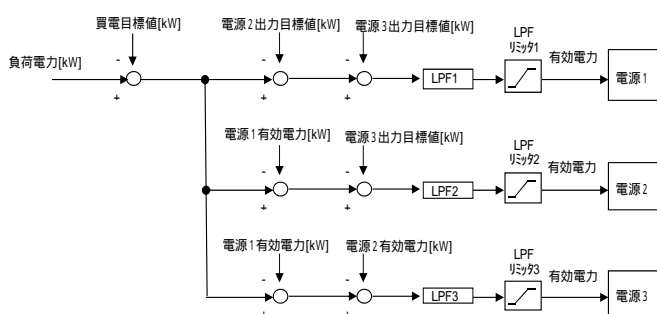 買電目標値[kW]
電源2出力目標値[kW]
電源3出力目標値[kW]
LPF
リミッタ1
有効電力
負荷電力[kW]
-
-
-
LPF1
電源1
+
+
+
電源1有効電力[kW]
電源3出力目標値[kW]
LPF
リミッタ2
有効電力
-
-
LPF2
電源2
+
+
電源1有効電力[kW]
電源2有効電力[kW]
LPF
リミッタ3
有効電力
-
-
LPF3
電源3
+
+